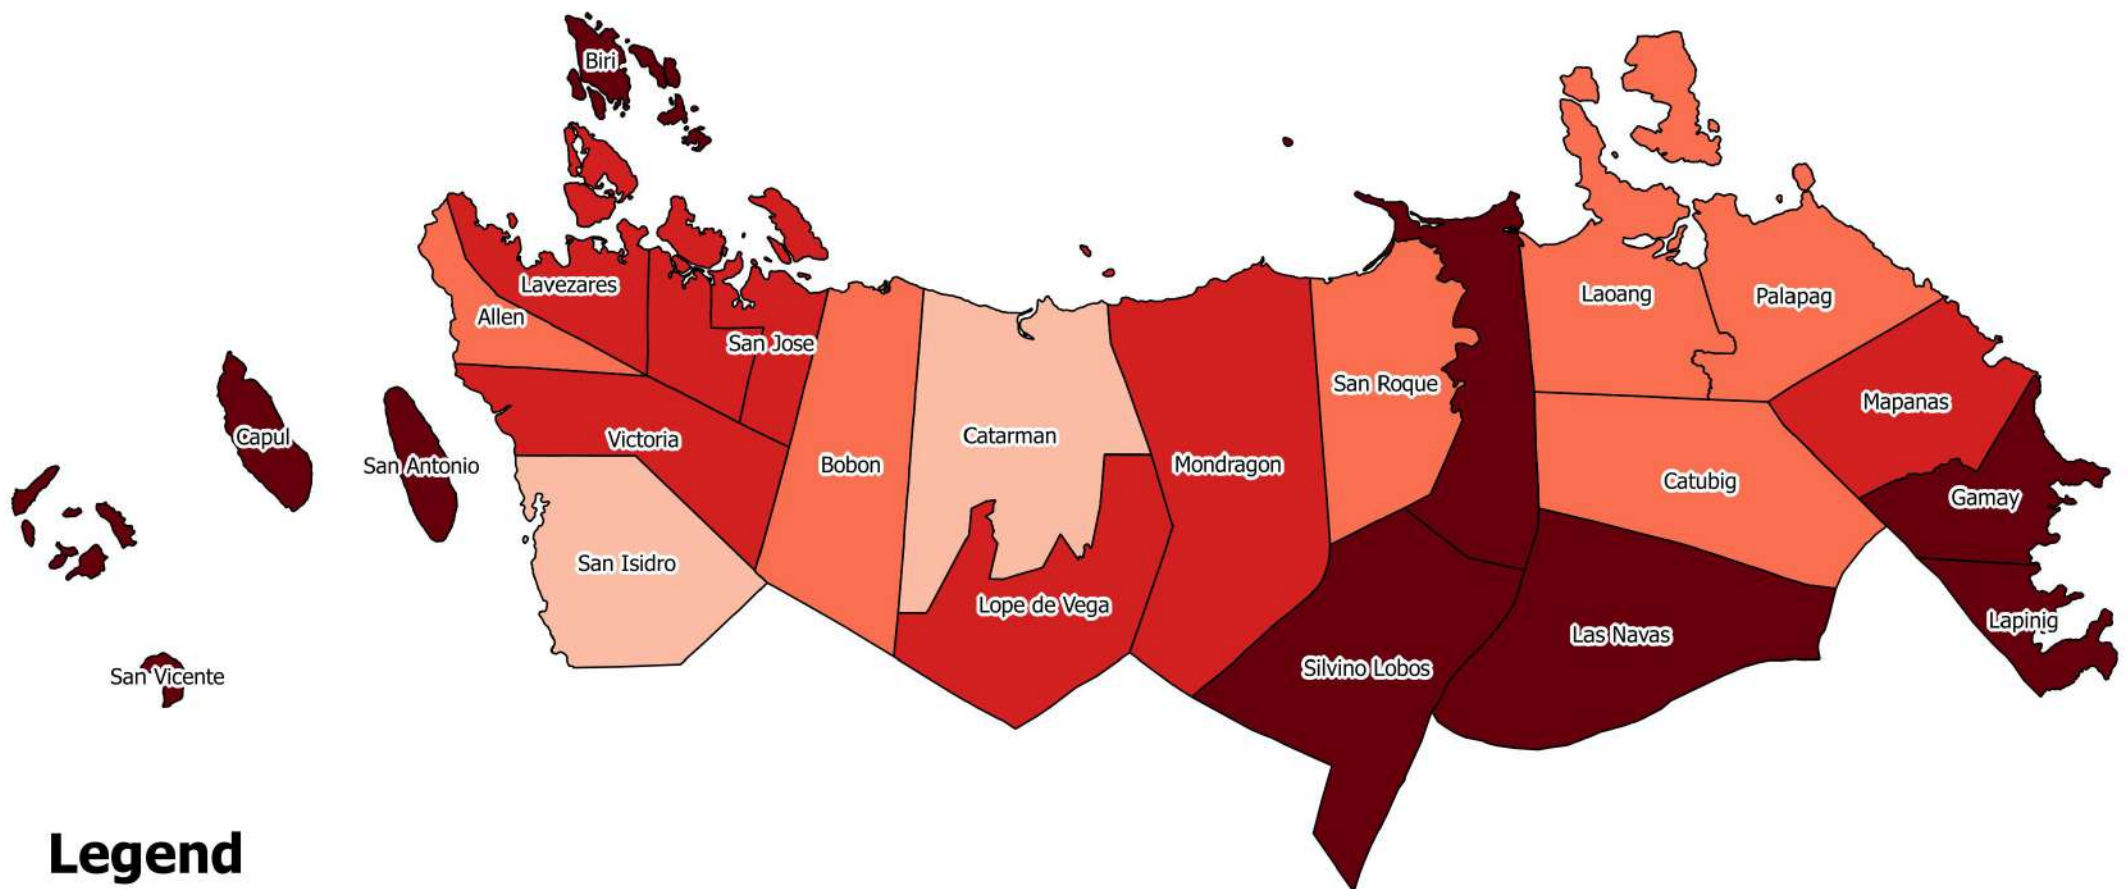 Biri
Lavezares
Laoang
Palapag
Allen
San Jose
San Roque
Mapanas
Capul
Victoria
Catarman
San Antonio
Bobon
Mondragon
Catubig
Gamay
San Isidro
Lope de Vega
Lapinig
Las Navas
Silvino Lobos
San Vicente
Legend